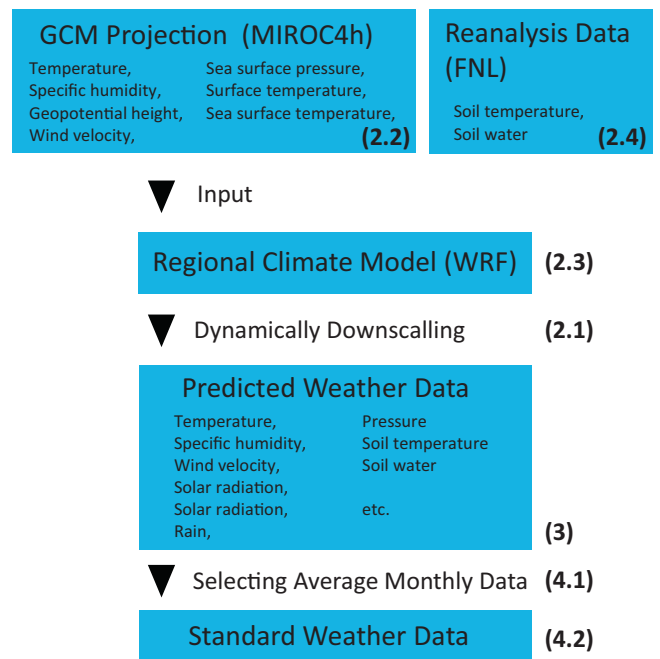 GCM Projection (MIROC4h)
Temperature, Sea surface pressure,
Specific humidity, Surface temperature,
Geopotential height, Sea surface temperature,
Wind velocity, (2.2)
Reanalysis Data
(FNL)
Soil temperature,
Soil water (2.4)
Input
Regional Climate Model (WRF) (2.3)
Dynamically Downscalling (2.1)
Predicted Weather Data
Temperature, Pressure
Specific humidity, Soil temperature
Wind velocity, Soil water
Solar radiation,
Solar radiation, etc.
Rain, (3)
Selecting Average Monthly Data (4.1)
Standard Weather Data (4.2)